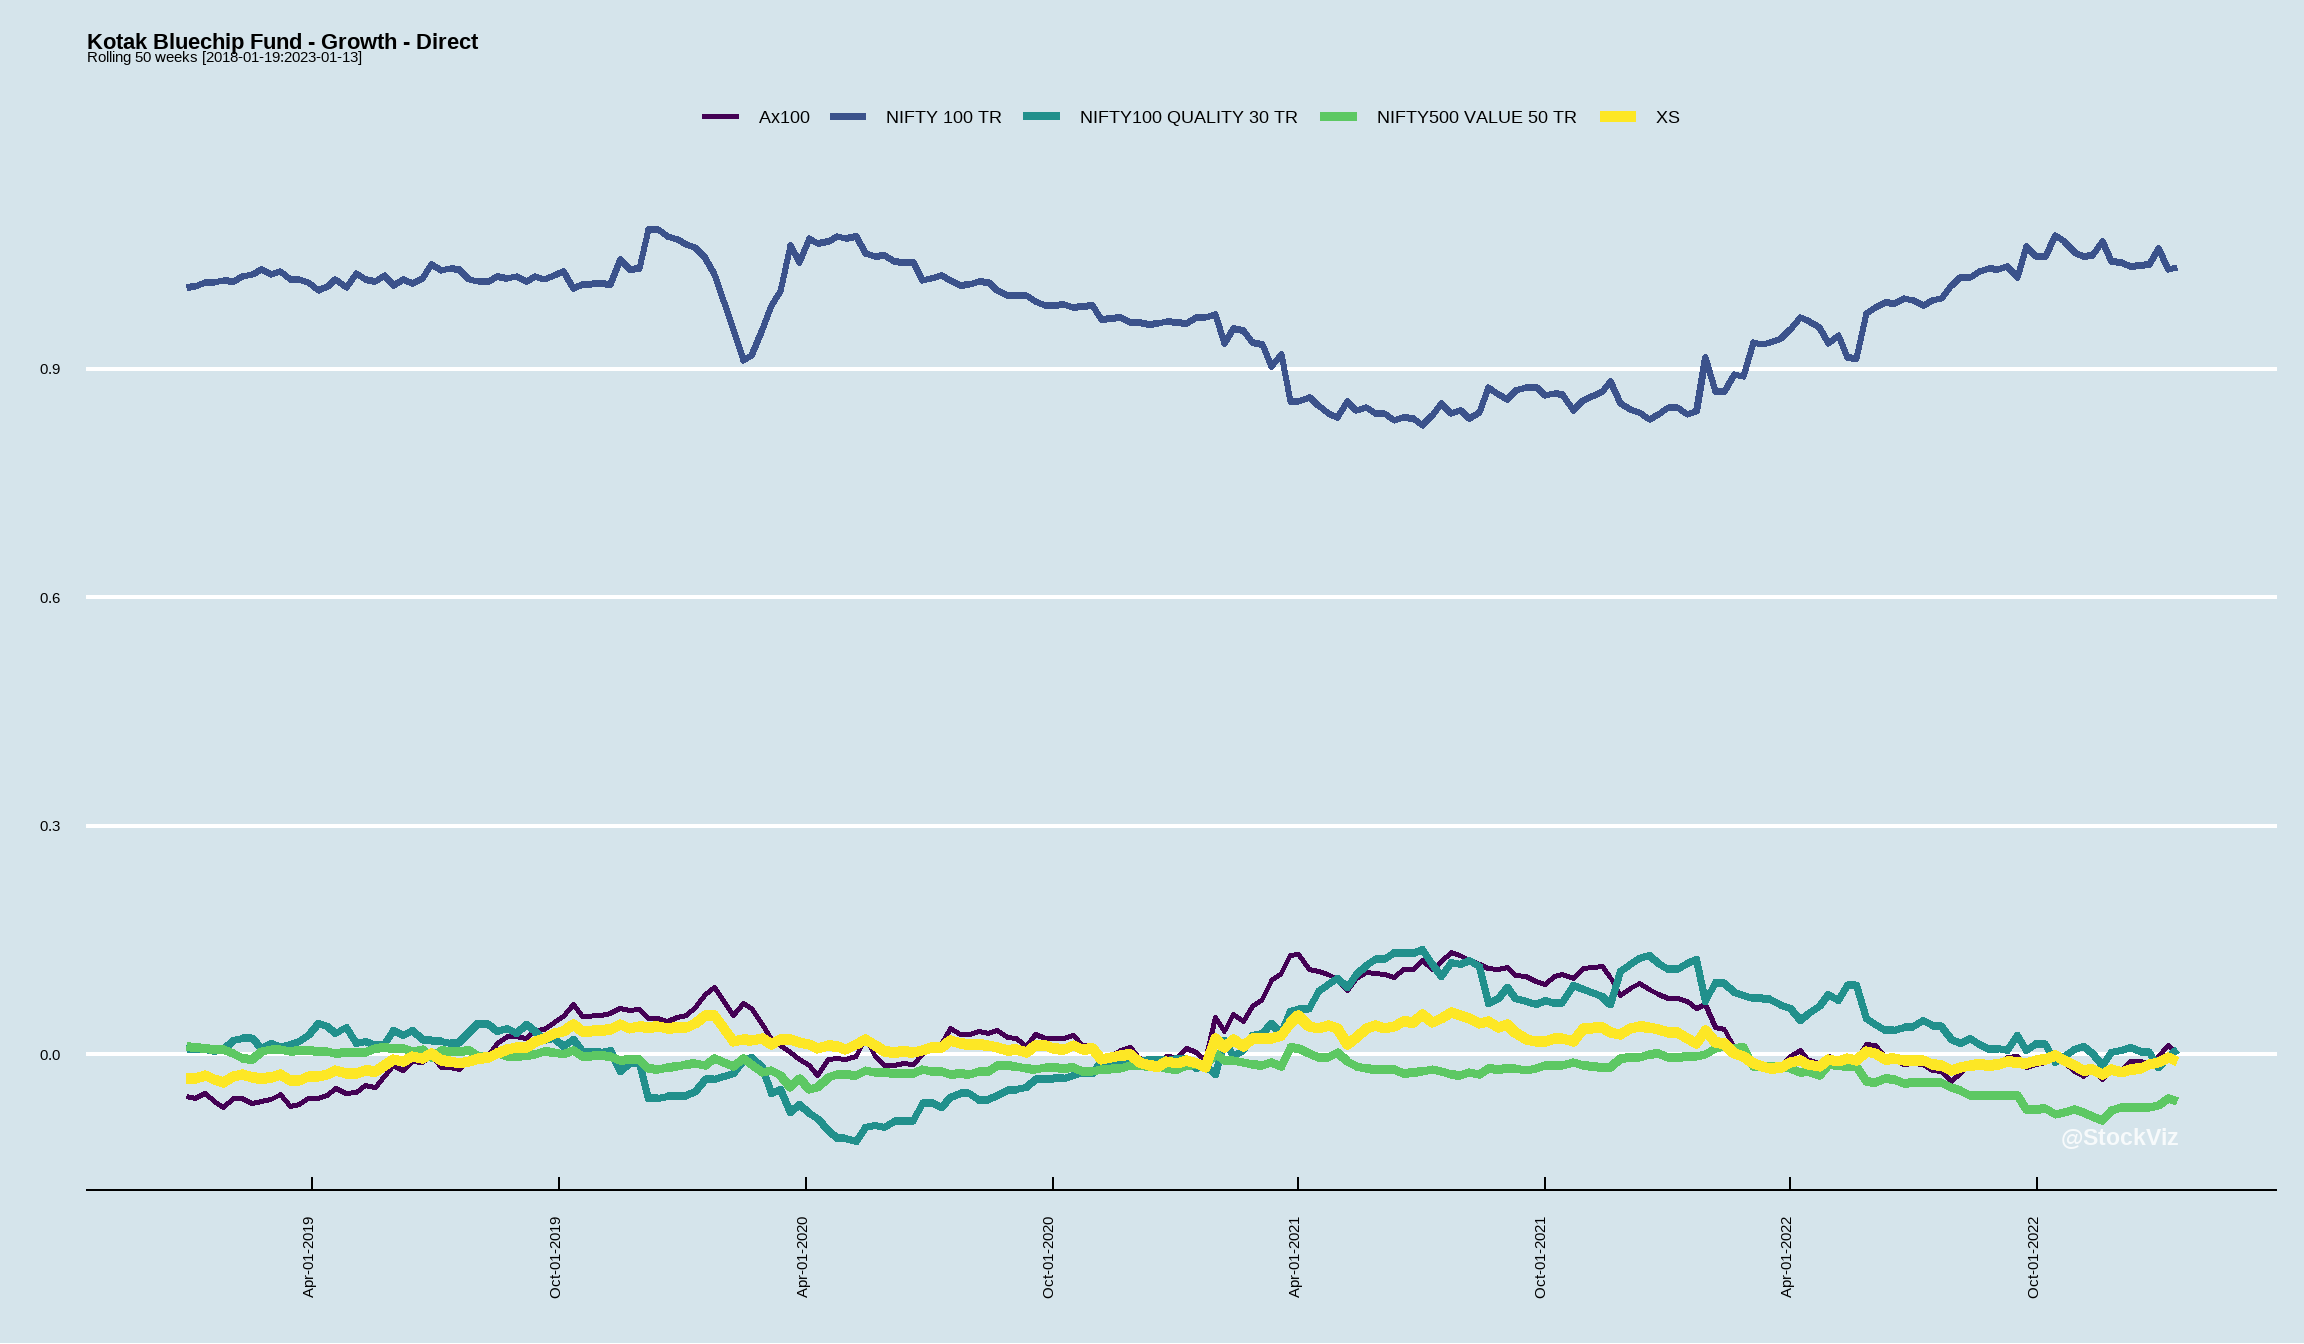 Kotak Bluechip Fund - Growth - Direct
Rolling 50 weeks [2018-01-19:2023-01-13]
Ax100 NIFTY 100 TR NIFTY100 QUALITY 30 TR NIFTY500 VALUE 50 TR XS
0.9
0.6
0.3
0.0
@StockViz
Apr-01-2019 Oct-01-2019 Apr-01-2020 Oct-01-2020 Apr-01-2021 Oct-01-2021 Apr-01-2022 Oct-01-2022